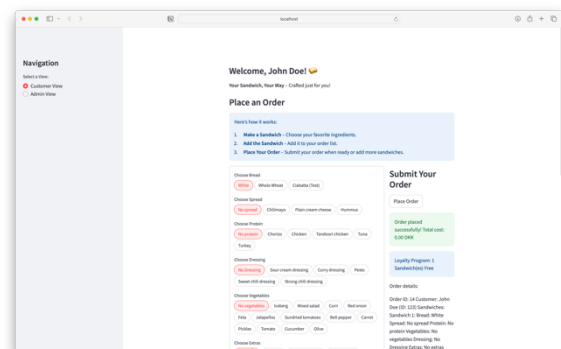 localhost
Navigation
Select a View:
Customer View
Admin View
Welcome, John Doe! 🥪
Your Sandwich, Your Way - Crafted just for you!
Place an Order
Here's how it works:
1. Make a Sandwich - Choose your favorite ingredients.
2. Add the Sandwich - Add it to your order list.
3. Place Your Order - Submit your order when ready or add more sandwiches.
Choose Bread
White Whole Wheat Ciabatta (Test)
Choose Spread
No spread Chilimayo Plain cream cheese Hummus
Choose Protein
No protein Chorizo Chicken Tandoori chicken Tuna
Turkey
Choose Dressing
No Dressing Sour cream dressing Curry dressing Pesto
Sweet chili dressing Strong chili dressing
Choose Vegetables
No vegetables Iceberg Mixed salad Corn Red onion
Feta Jalapeños Sundried tomatoes Bell pepper Carrot
Pickles Tomato Cucumber Olive
Choose Extras
Submit Your
Order
Place Order
Order placed
successfully! Total cost:
0.00 DKK
Loyalty Program: 1
Sandwich(es) Free
Order details:
Order ID: 14 Customer: John
Doe (ID: 123) Sandwiches:
Sandwich 1: Bread: White
Spread: No spread Protein: No
protein Vegetables: No
vegetables Dressing: No
Dressing Extras: No extras